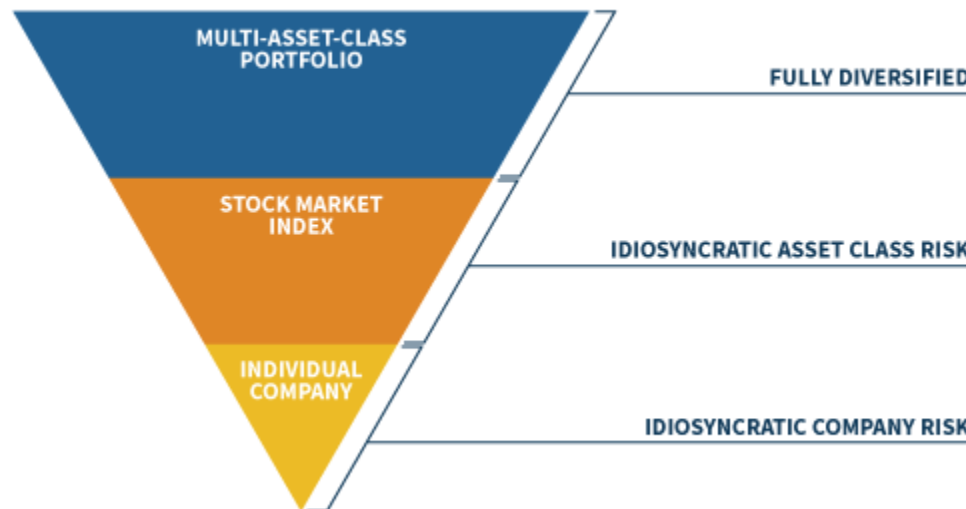 MULTI-ASSET-CLASS
PORTFOLIO
FULLY DIVERSIFIED
STOCK MARKET
INDEX
IDIOSYNCRATIC ASSET CLASS RISK
INDIVIDUAL
COMPANY
IDIOSYNCRATIC COMPANY RISK